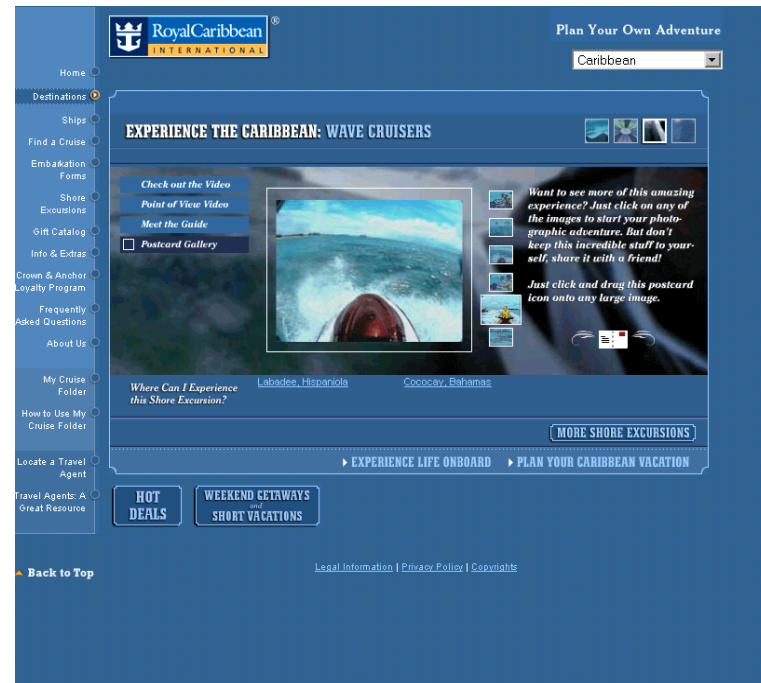 RoyalCaribbean®
INTERNATIONAL
Plan Your Own Adventure
Caribbean
Home
Destinations
Ships
Find a Cruise
Embarkation
Forms
Shore
Excursions
Gift Catalog
Info & Extras
Crown & Anchor
Loyalty Program
Frequently
Asked Questions
About Us
My Cruise
Folder
How to Use My
Cruise Folder
Locate a Travel
Agent
Travel Agents: A
Great Resource
Back to Top
EXPERIENCE THE CARIBBEAN: WAVE CRUISERS
Check out the Video
Point of View Video
Meet the Guide
Postcard Gallery
Want to see more of this amazing
experience? Just click on any of
the images to start your photo-
graphic adventure. But don't
keep this incredible stuff to your-
self, share it with a friend!
Just click and drag this postcard
icon onto any large image.
Where Can I Experience
this Shore Excursion?
Labadee, Hispaniola
Cococay, Bahamas
MORE SHORE EXCURSIONS
EXPERIENCE LIFE ONBOARD
PLAN YOUR CARIBBEAN VACATION
HOT
DEALS
WEEKEND GETAWAYS
and
SHORT VACATIONS
Legal Information | Privacy Policy | Copyrights